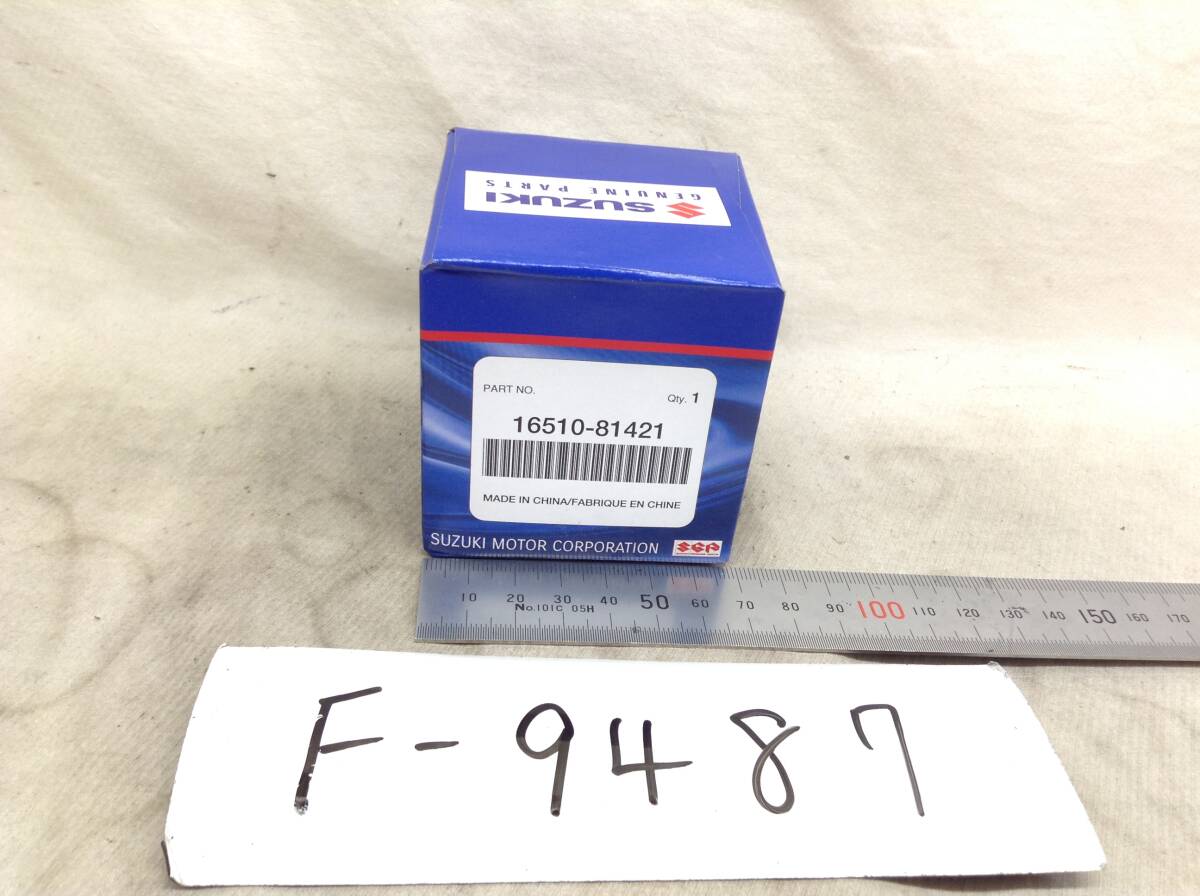 SUZUKI
GENUINE PARTS
PART NO.
Qty. 1
16510-81421
MADE IN CHINA/FABRIQUE EN CHINE
SUZUKI MOTOR CORPORATION SGP
10 20 30 40 50 60 70 80 90 100 110 120 130 140 150 160 170
No.101C 05H
F-9487